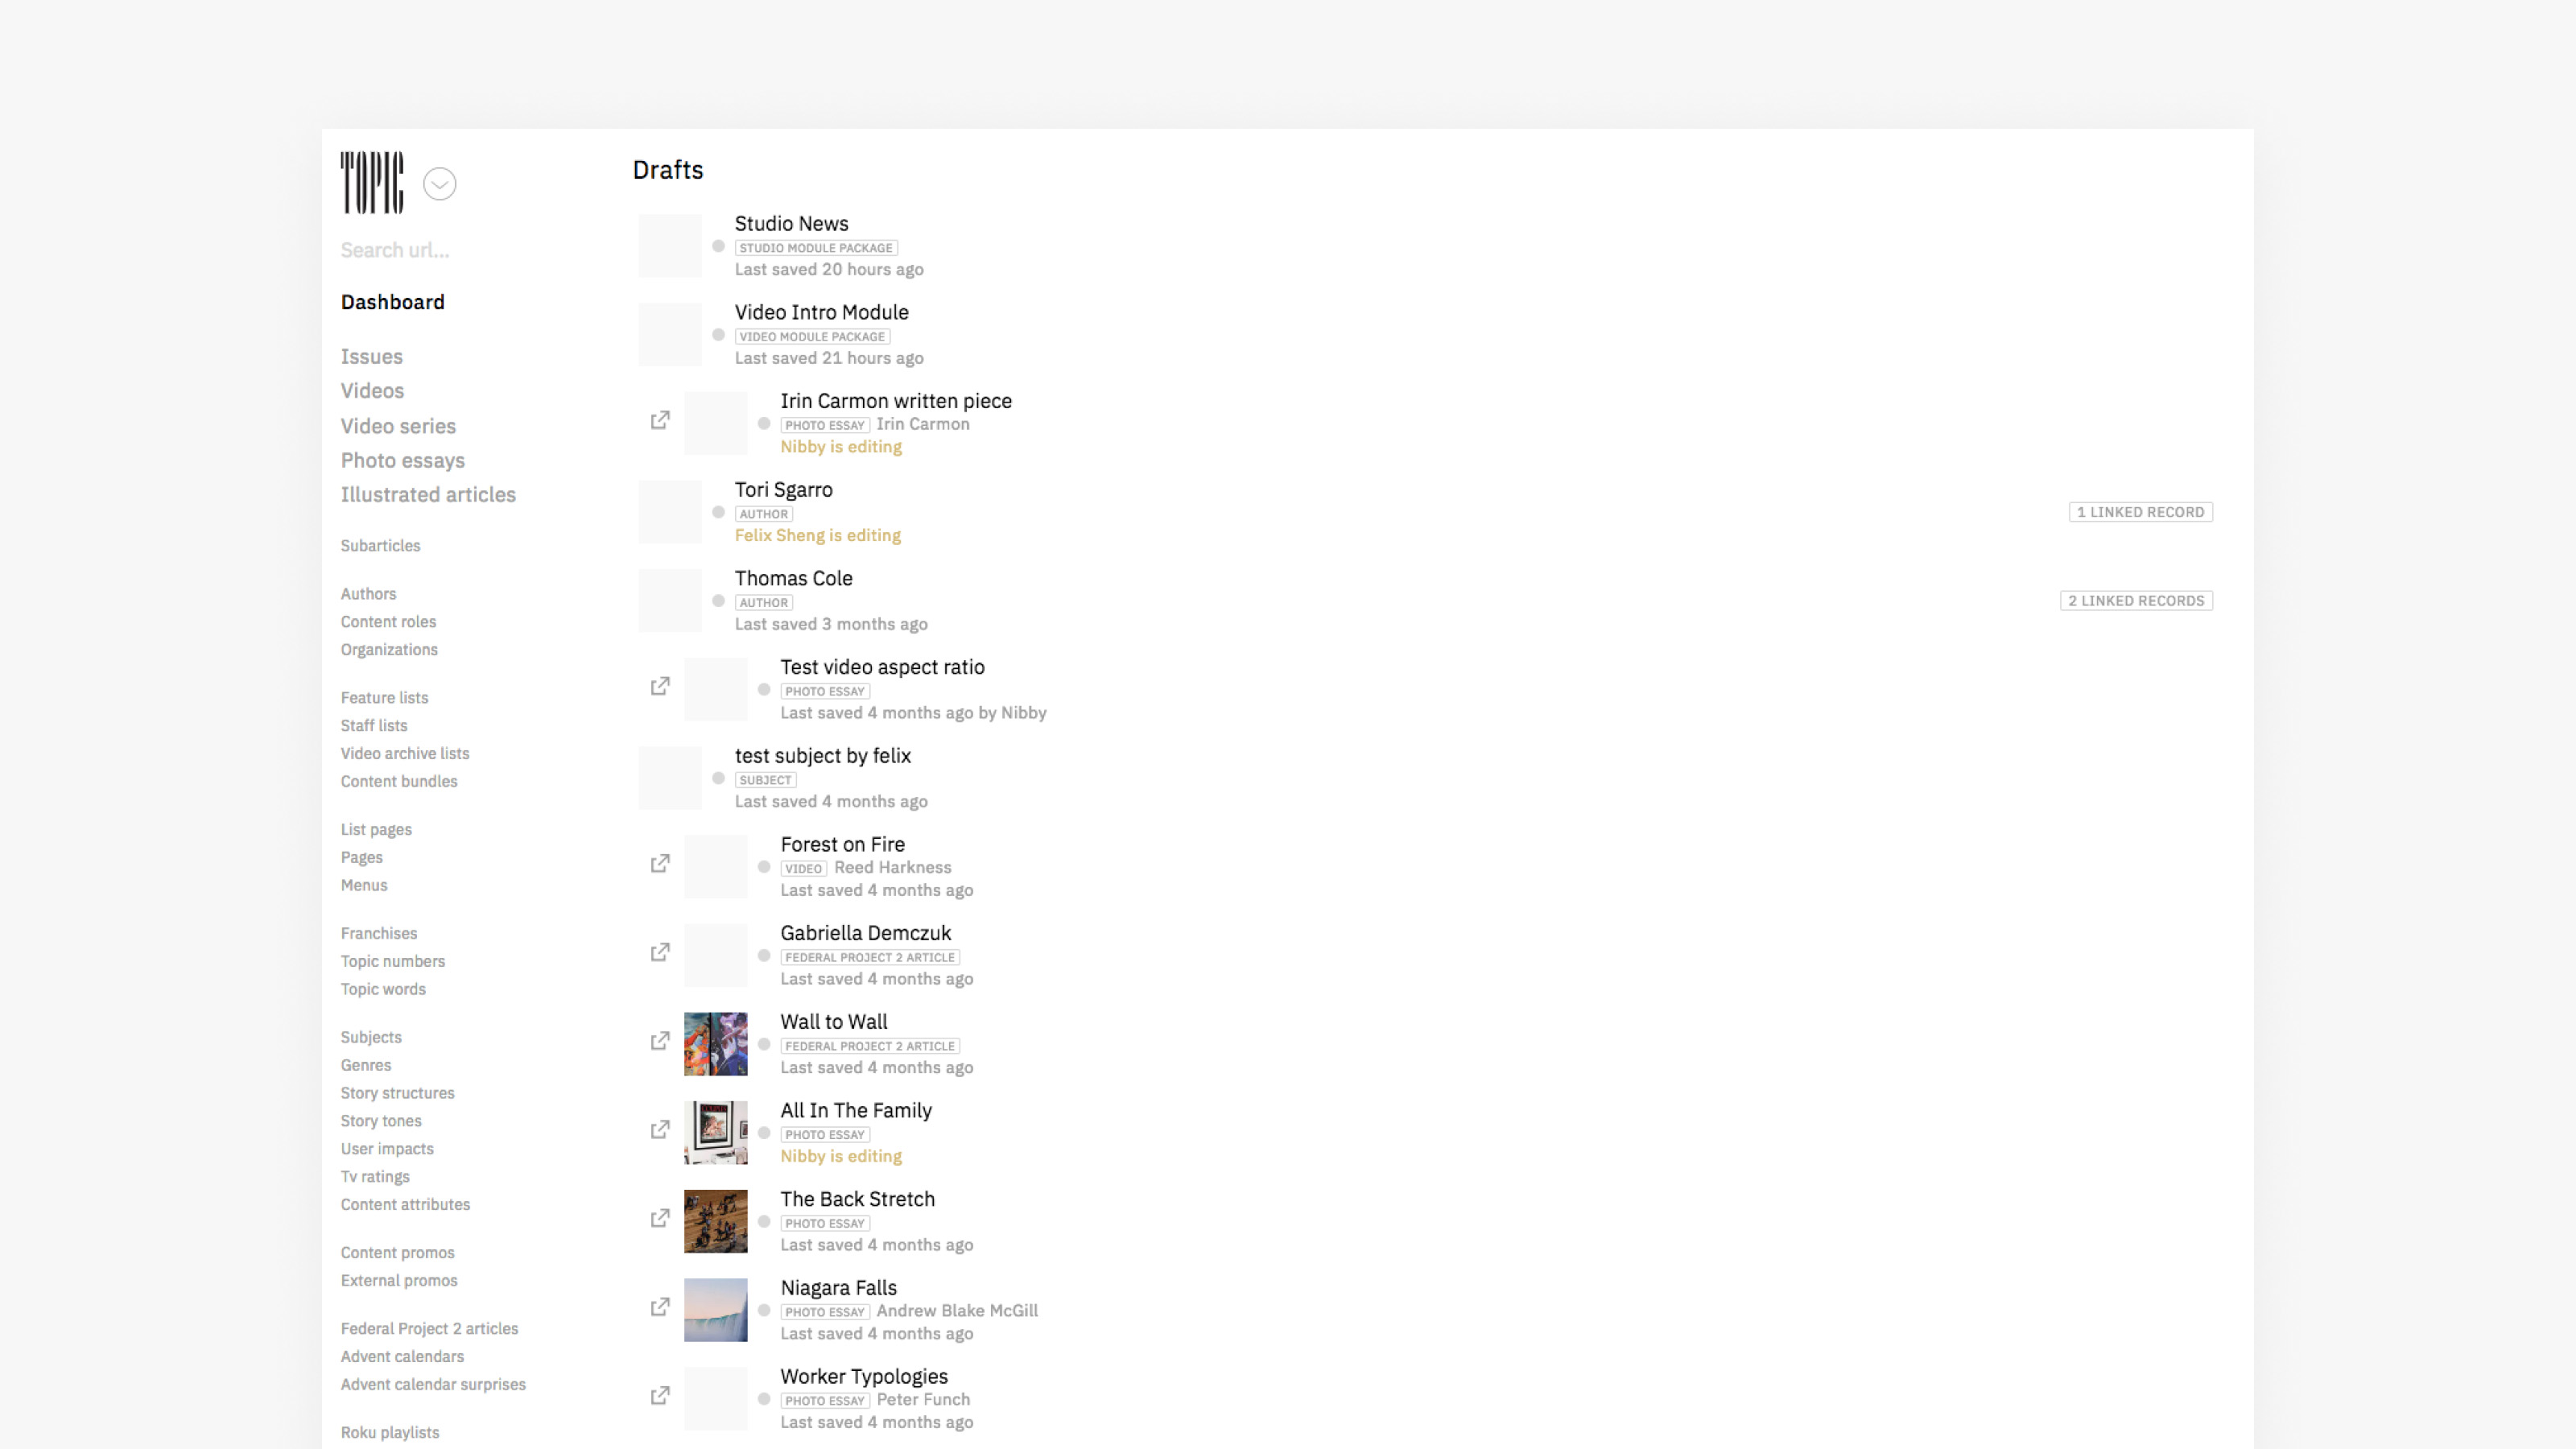 TOPIC
Search url...
Dashboard
Issues
Videos
Video series
Photo essays
Illustrated articles
Subarticles
Authors
Content roles
Organizations
Feature lists
Staff lists
Video archive lists
Content bundles
List pages
Pages
Menus
Franchises
Topic numbers
Topic words
Subjects
Genres
Story structures
Story tones
User impacts
Tv ratings
Content attributes
Content promos
External promos
Federal Project 2 articles
Advent calendars
Advent calendar surprises
Roku playlists
Drafts
Studio News
STUDIO MODULE PACKAGE
Last saved 20 hours ago
Video Intro Module
VIDEO MODULE PACKAGE
Last saved 21 hours ago
Irin Carmon written piece
PHOTO ESSAY Irin Carmon
Nibby is editing
Tori Sgarro
AUTHOR
Felix Sheng is editing
1 LINKED RECORD
Thomas Cole
AUTHOR
Last saved 3 months ago
2 LINKED RECORDS
Test video aspect ratio
PHOTO ESSAY
Last saved 4 months ago by Nibby
test subject by felix
SUBJECT
Last saved 4 months ago
Forest on Fire
VIDEO Reed Harkness
Last saved 4 months ago
Gabriella Demczuk
FEDERAL PROJECT 2 ARTICLE
Last saved 4 months ago
Wall to Wall
FEDERAL PROJECT 2 ARTICLE
Last saved 4 months ago
All In The Family
PHOTO ESSAY
Nibby is editing
The Back Stretch
PHOTO ESSAY
Last saved 4 months ago
Niagara Falls
PHOTO ESSAY Andrew Blake McGill
Last saved 4 months ago
Worker Typologies
PHOTO ESSAY Peter Funch
Last saved 4 months ago